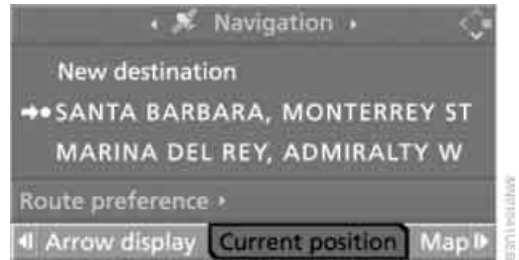 Navigation
New destination
SANTA BARBARA, MONTERREY ST
MARINA DEL REY, ADMIRALTY W
Route preference
Arrow display Current position Map